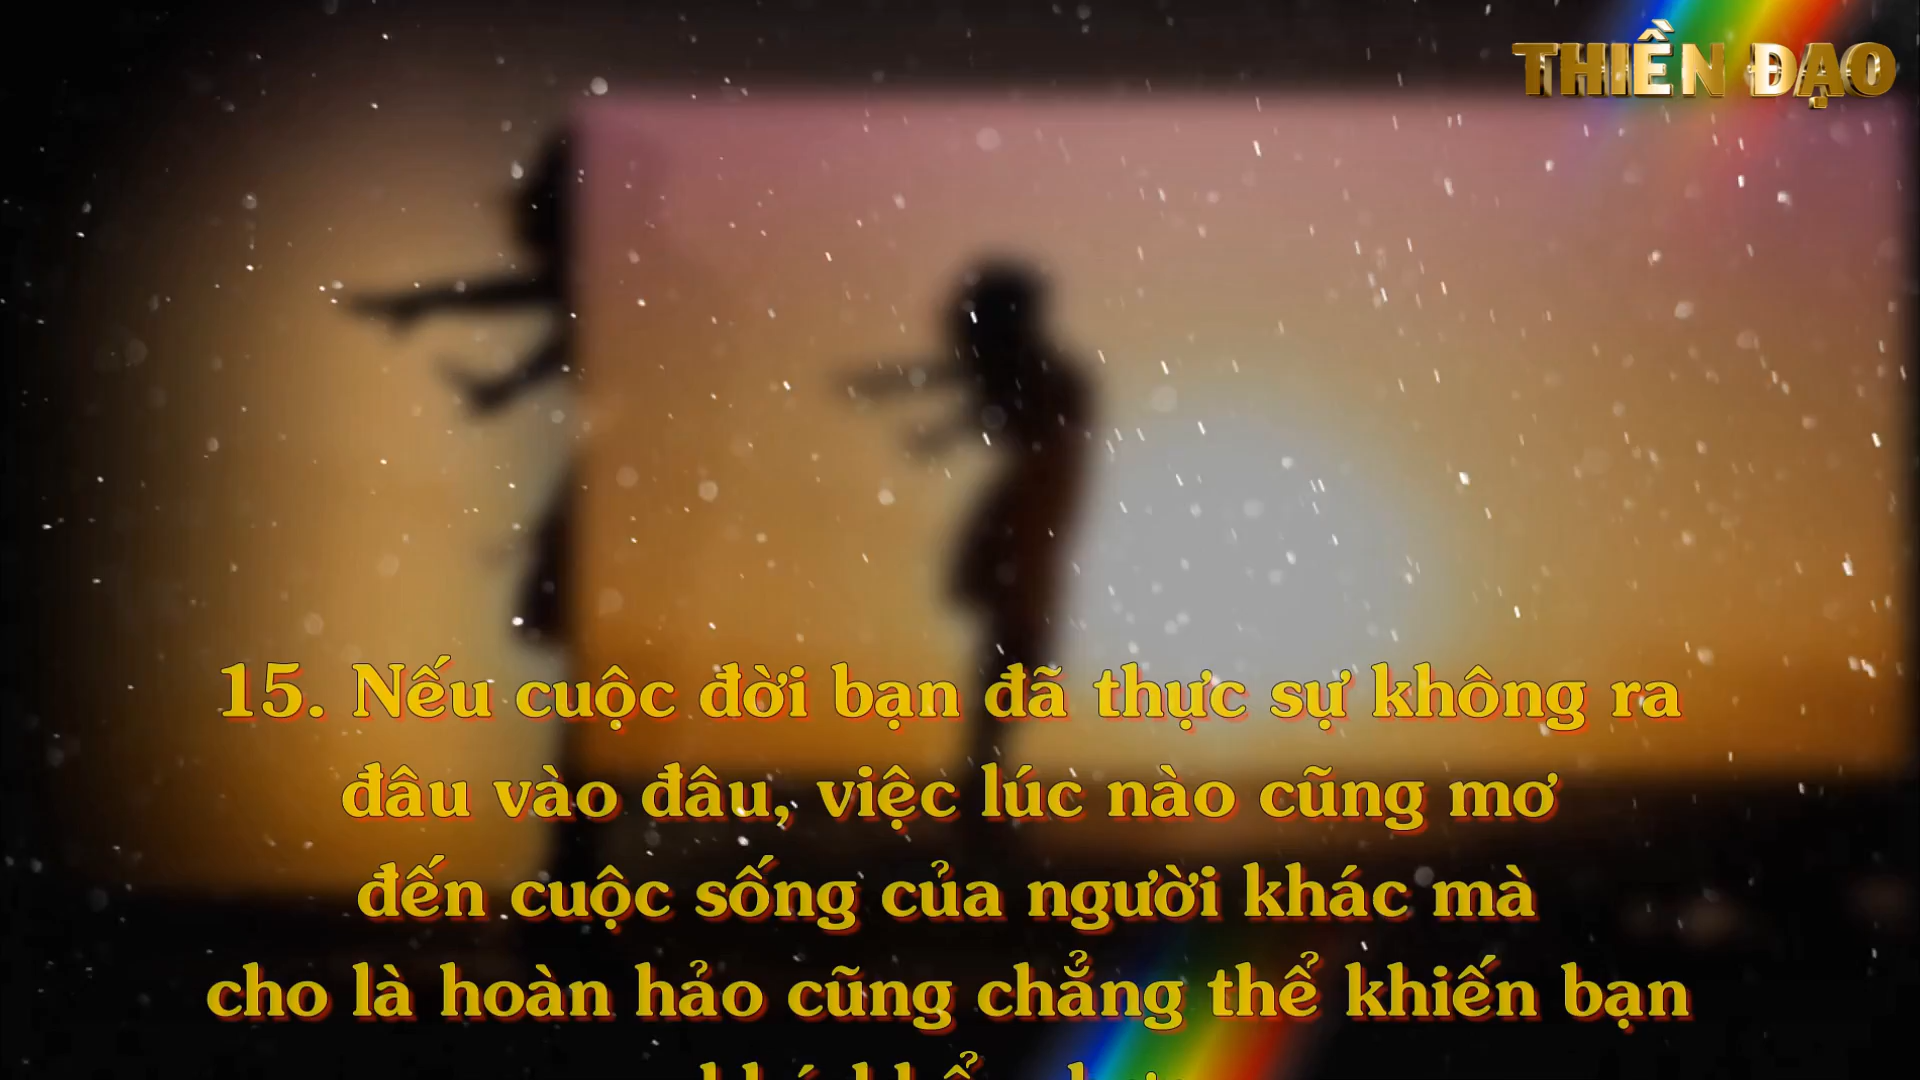 THIỀN ĐẠO
15. Nếu cuộc đời bạn đã thực sự không ra
đâu vào đâu, việc lúc nào cũng mơ
đến cuộc sống của người khác mà
cho là hoàn hảo cũng chẳng thể khiến bạn